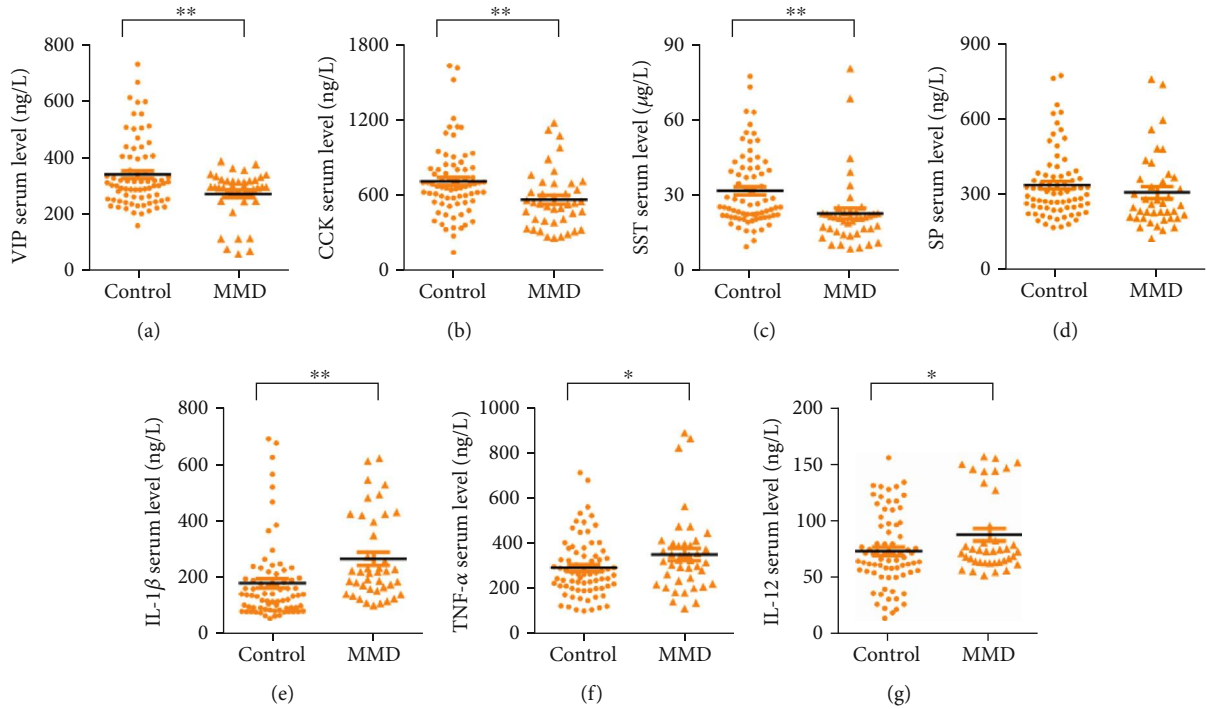 **
**
**
VIP serum level (ng/L)
800
600
400
200
0
Control
MMD
(a)
CCK serum level (ng/L)
1800
1200
600
0
Control
MMD
(b)
SST serum level (μg/L)
90
60
30
0
Control
MMD
(c)
SP serum level (ng/L)
900
600
300
0
Control
MMD
(d)
**
IL-1β serum level (ng/L)
800
600
400
200
0
Control
MMD
(e)
*
TNF-α serum level (ng/L)
1000
800
600
400
200
0
Control
MMD
(f)
*
IL-12 serum level (ng/L)
200
150
100
50
0
Control
MMD
(g)